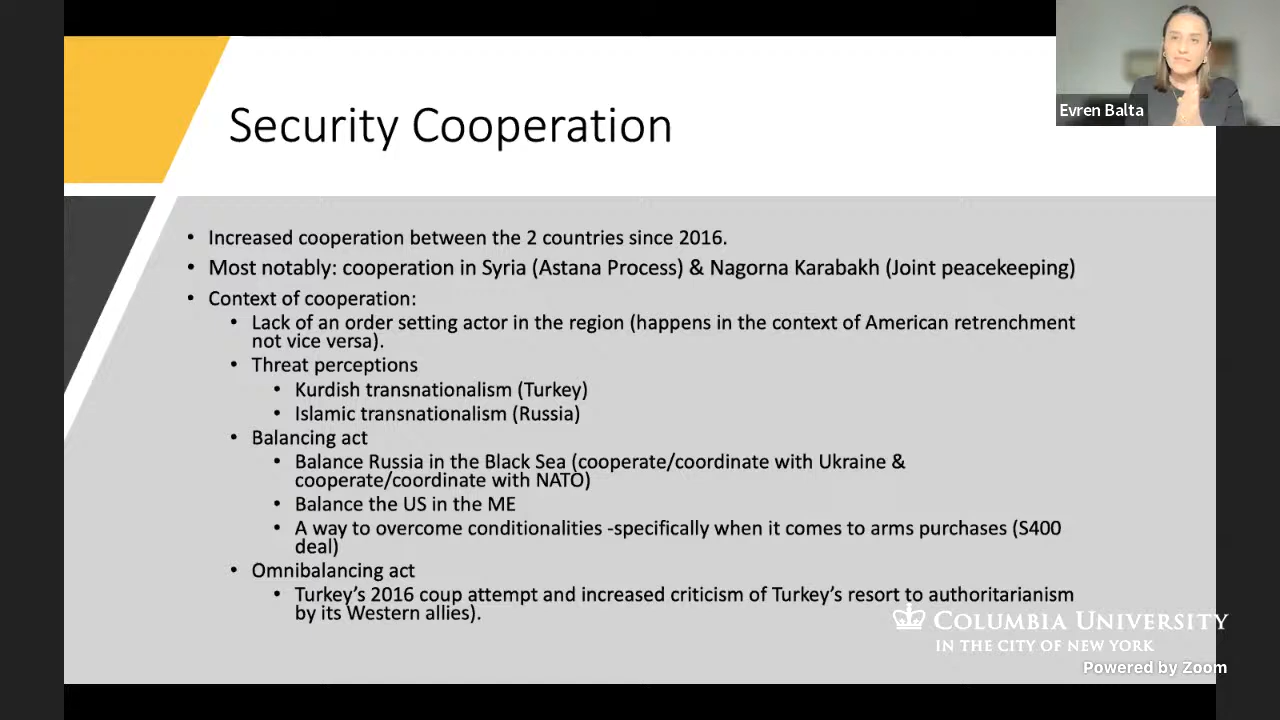 Evren Balta
Security Cooperation
• Increased cooperation between the 2 countries since 2016.
• Most notably: cooperation in Syria (Astana Process) & Nagorna Karabakh (Joint peacekeeping)
• Context of cooperation:
• Lack of an order setting actor in the region (happens in the context of American retrenchment
not vice versa).
• Threat perceptions
• Kurdish transnationalism (Turkey)
• Islamic transnationalism (Russia)
• Balancing act
• Balance Russia in the Black Sea (cooperate/coordinate with Ukraine &
cooperate/coordinate with NATO)
• Balance the US in the ME
• A way to overcome conditionalities -specifically when it comes to arms purchases (S400
deal)
• Omnibalancing act
• Turkey's 2016 coup attempt and increased criticism of Turkey's resort to authoritarianism
by its Western allies).
COLUMBIA UNIVERSITY
IN THE CITY OF NEW YORK
Powered by Zoom